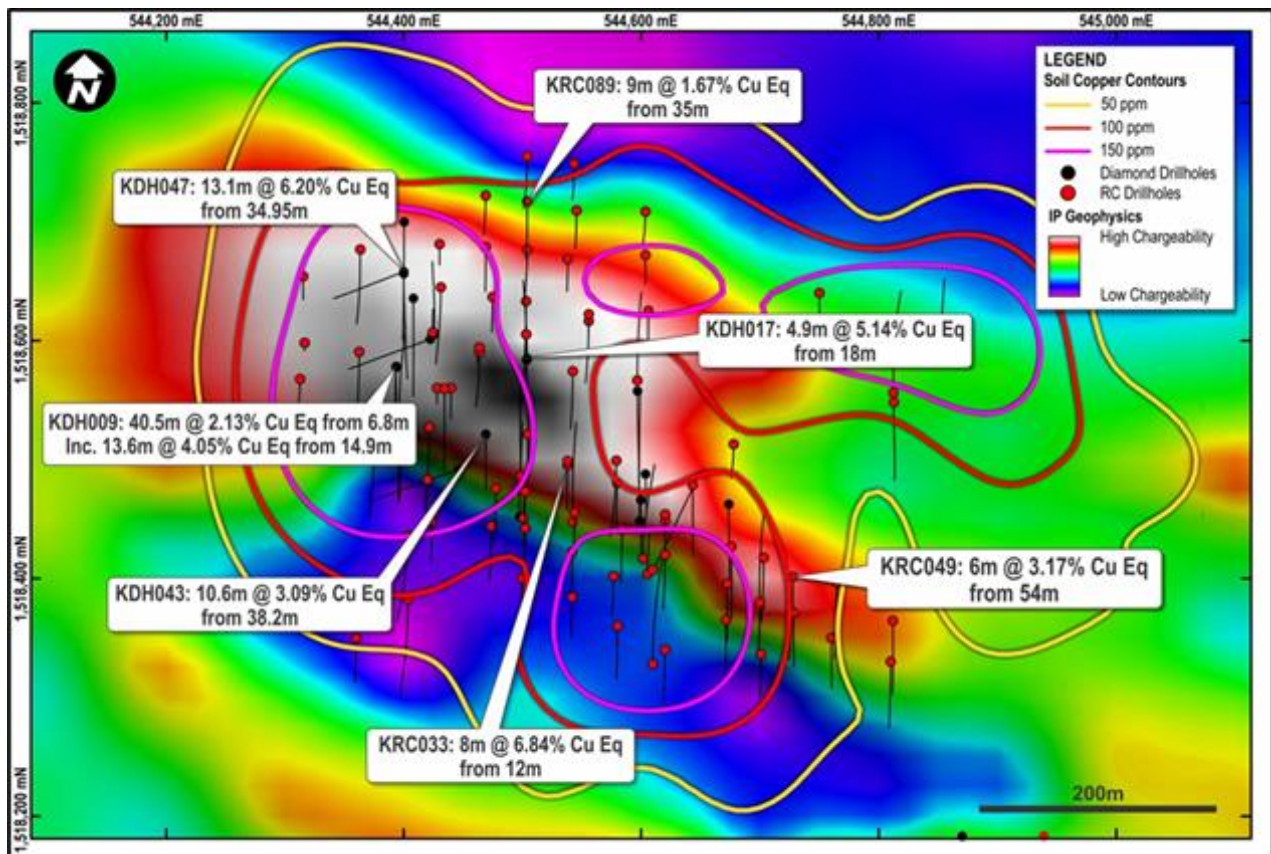 544,200 mE
544,400 mE
544,600 mE
544,800 mE
545,000 mE
1,518,800 mN
1,518,600 mN
1,518,400 mN
1,518,200 mN
N
LEGEND
Soil Copper Contours
50 ppm
100 ppm
150 ppm
Diamond Drillholes
RC Drillholes
IP Geophysics
High Chargeability
Low Chargeability
KRC089: 9m @ 1.67% Cu Eq
from 35m
KDH047: 13.1m @ 6.20% Cu Eq
from 34.95m
KDH017: 4.9m @ 5.14% Cu Eq
from 18m
KDH009: 40.5m @ 2.13% Cu Eq from 6.8m
Inc. 13.6m @ 4.05% Cu Eq from 14.9m
KRC049: 6m @ 3.17% Cu Eq
from 54m
KDH043: 10.6m @ 3.09% Cu Eq
from 38.2m
KRC033: 8m @ 6.84% Cu Eq
from 12m
200m